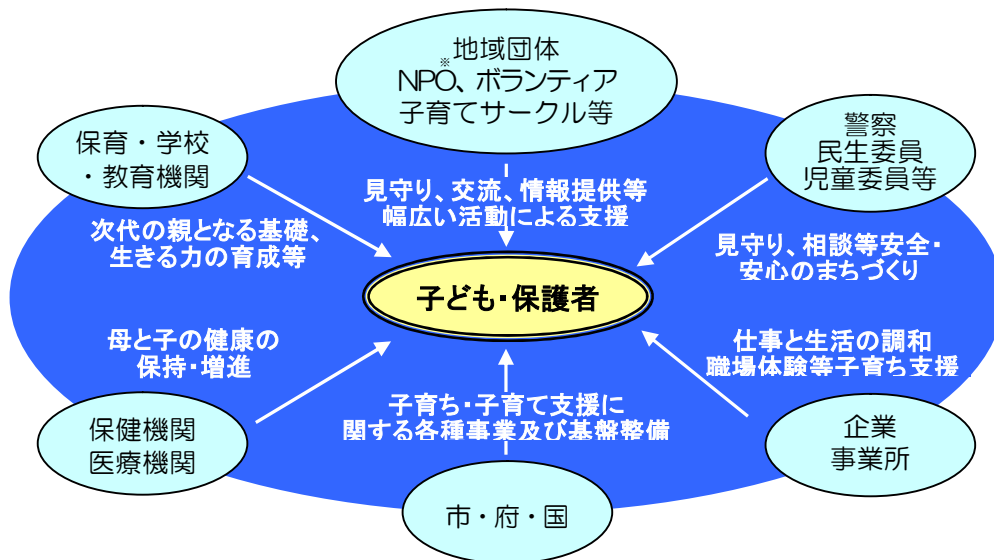 地域団体
※
NPO、ボランティア
子育てサークル等
保育・学校
・教育機関
警察
民生委員
児童委員等
見守り、交流、情報提供等
幅広い活動による支援
次代の親となる基礎、
生きる力の育成等
見守り、相談等安全・
安心のまちづくり
子ども・保護者
母と子の健康の
保持・増進
仕事と生活の調和
職場体験等子育ち支援
子育ち・子育て支援に
関する各種事業及び基盤整備
保健機関
医療機関
企業
事業所
市・府・国